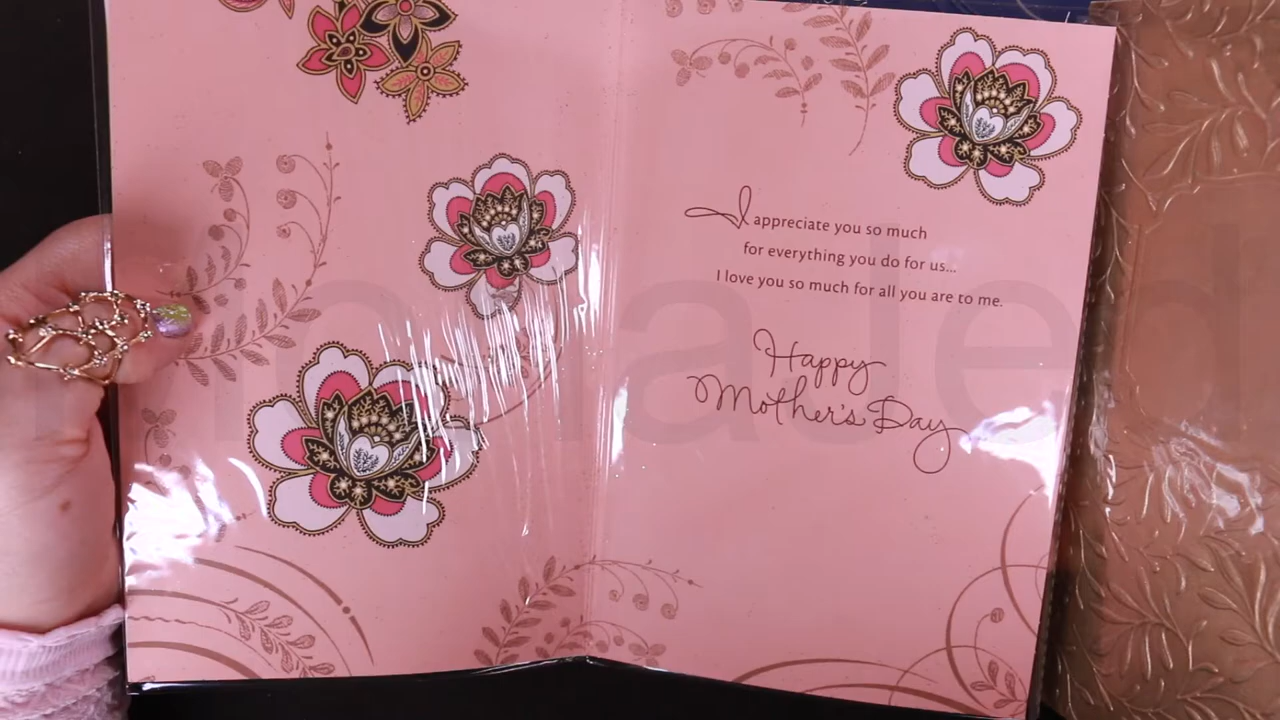 I appreciate you so much
for everything you do for us...
I love you so much for all you are to me.
Happy
Mother's Day